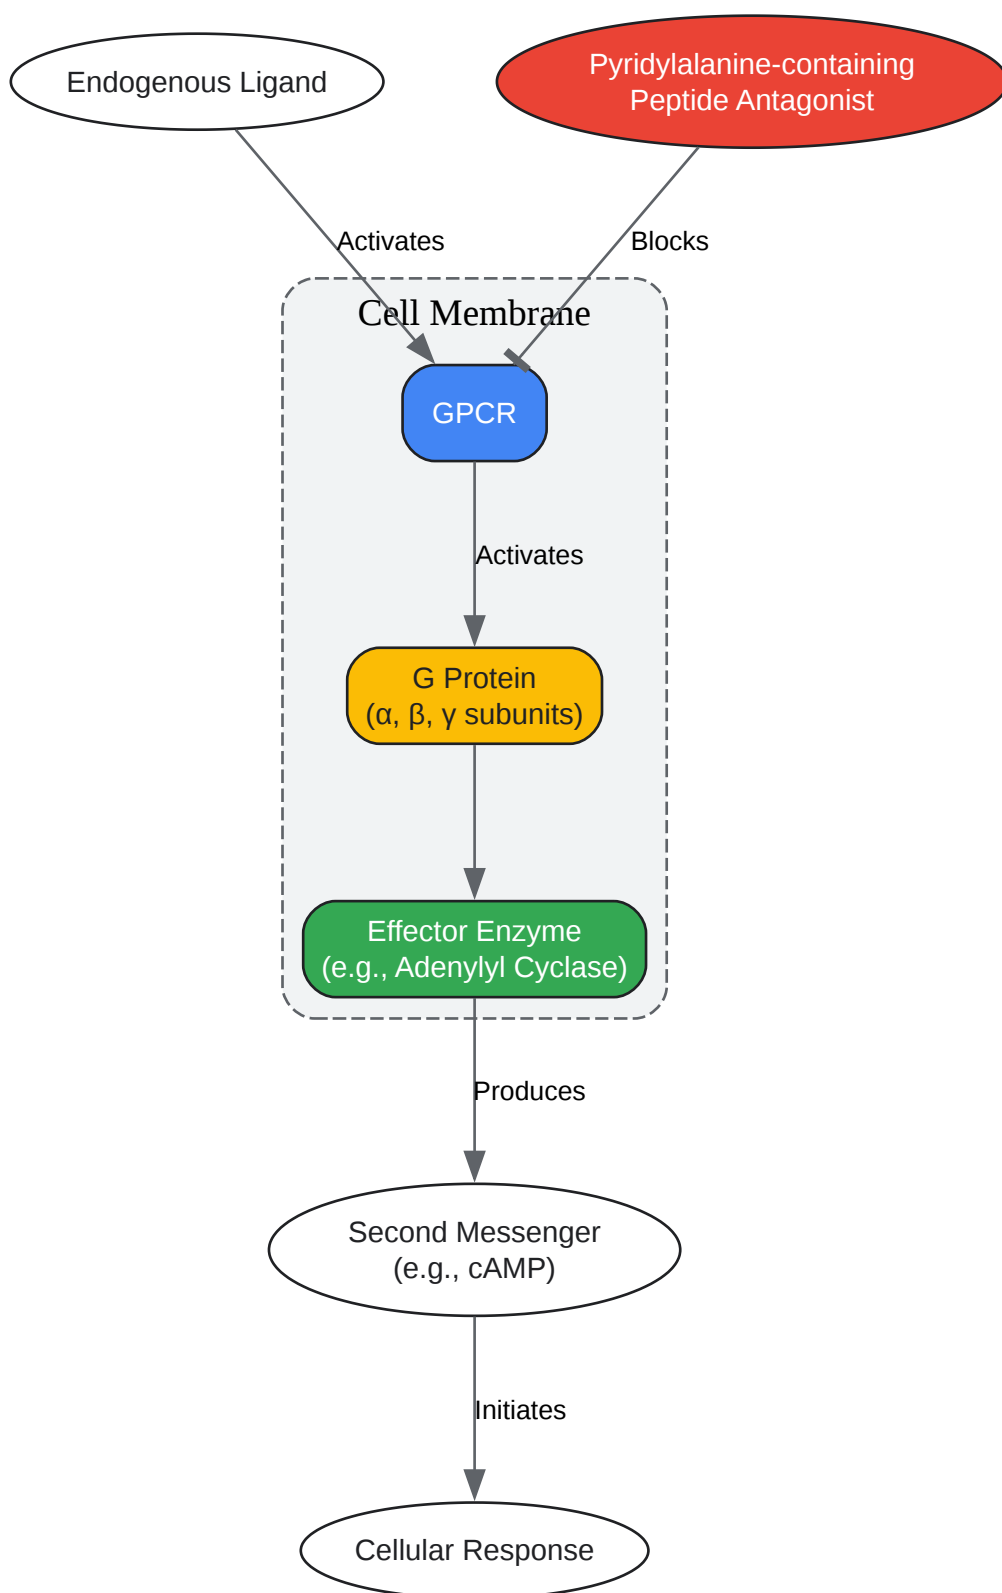 Endogenous Ligand
Pyridylalanine-containing
Peptide Antagonist
Activates
Blocks
Cell Membrane
GPCR
Activates
G Protein
(α, β, γ subunits)
Effector Enzyme
(e.g., Adenylyl Cyclase)
Produces
Second Messenger
(e.g., cAMP)
Initiates
Cellular Response